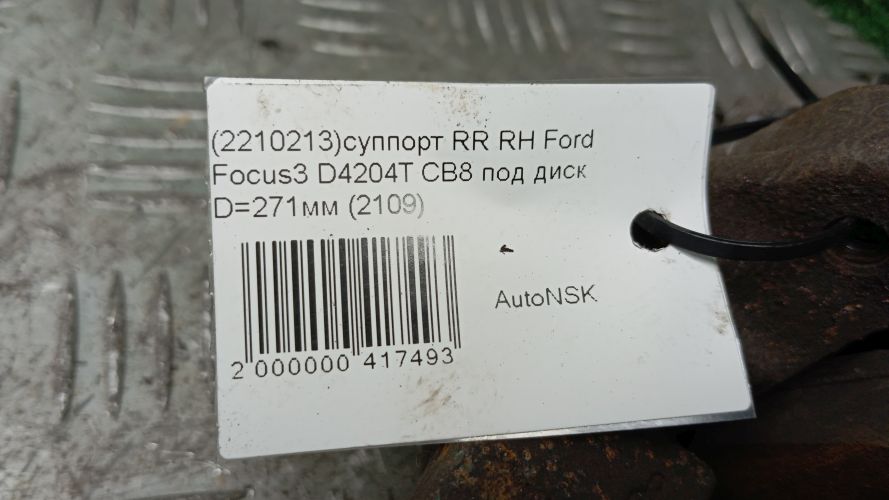 (2210213)суппорт RR RH Ford
Focus3 D4204T CB8 под диск
D=271мм (2109)
AutoNSK
2 000000 417493